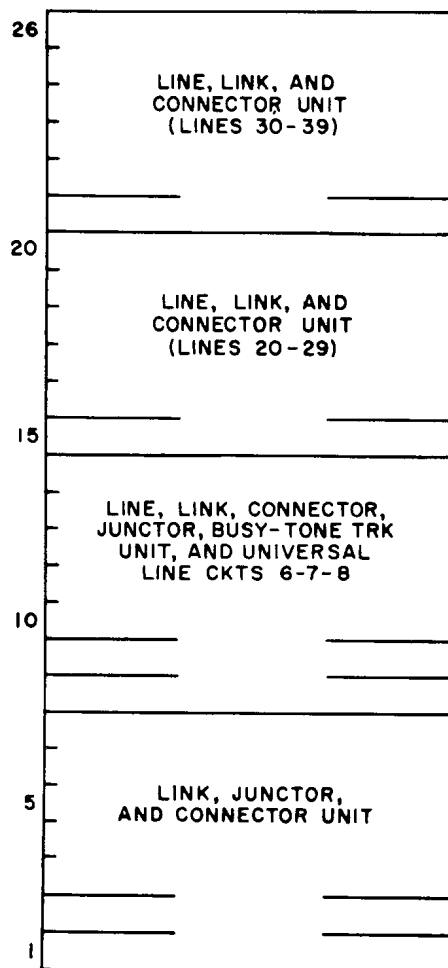 26
LINE, LINK, AND
CONNECTOR UNIT
(LINES 30-39)
20
LINE, LINK, AND
CONNECTOR UNIT
(LINES 20-29)
15
LINE, LINK, CONNECTOR,
JUNCTOR, BUSY-TONE TRK
UNIT, AND UNIVERSAL
LINE CKTS 6-7-8
10
5
LINK, JUNCTOR,
AND CONNECTOR UNIT
1